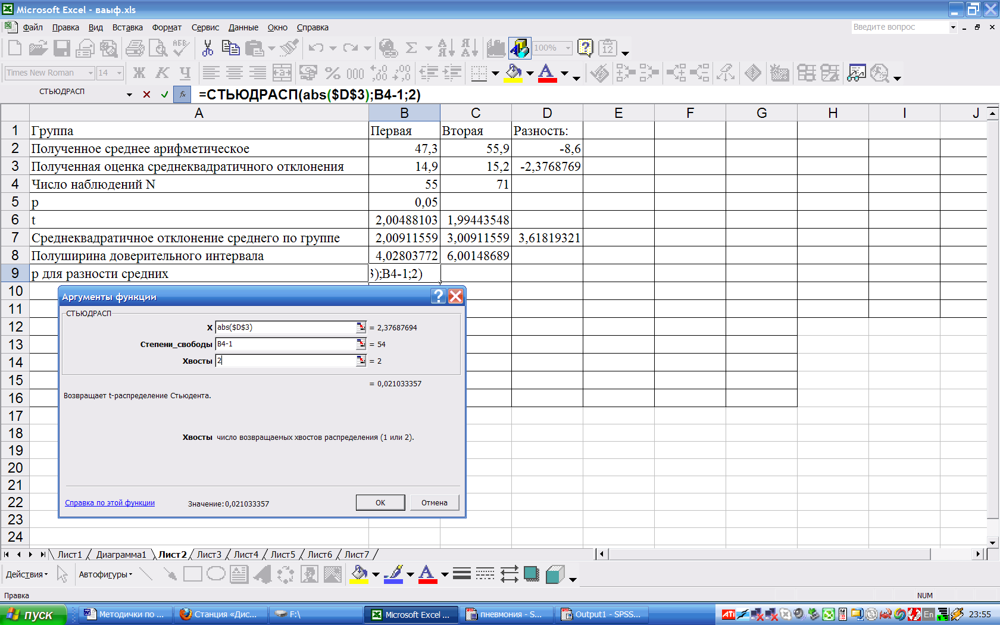 Microsoft Excel - ваыф.xls
Файл Правка Вид Вставка Формат Сервис Данные Окно Справка Введите вопрос
100%
Times New Roman 14 Ж К Ч % 000
СТЬЮДРАСП =СТЬЮДРАСП(abs($D$3);B4-1;2)
A B C D E F G H I J
1 Группа Первая Вторая Разность:
2 Полученное среднее арифметическое 47,3 55,9 -8,6
3 Полученная оценка среднеквадратичного отклонения 14,9 15,2 -2,3768769
4 Число наблюдений N 55 71
5 p 0,05
6 t 2,00488103 1,99443548
7 Среднеквадратичное отклонение среднего по группе 2,00911559 3,00911559 3,61819321
8 Полуширина доверительного интервала 4,02803772 6,00148689
9 p для разности средних 3);B4-1;2)
10
11
12
13
14
15
16
17
18
19
20
21
22
23
24
Аргументы функции
СТЬЮДРАСП
X abs($D$3) = 2,37687694
Степени_свободы B4-1 = 54
Хвосты 2 = 2
= 0,021033357
Возвращает t-распределение Стьюдента.
Хвосты число возвращаемых хвостов распределения (1 или 2).
Справка по этой функции Значение:0,021033357 ОК Отмена
Лист1 Диаграмма1 Лист2 Лист3 Лист4 Лист5 Лист6 Лист7
Действия Автофигуры
Правка NUM
пуск Методички по ... Станция «Дис... F:\ Microsoft Excel ... пневмония - S... Output1 - SPSS... ATI En 23:55